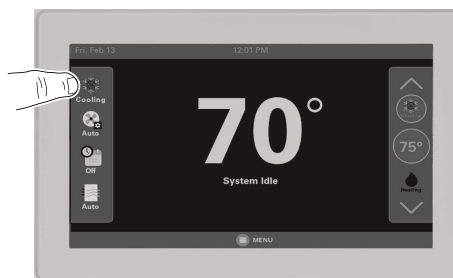 Fri, Feb 13
12:01 PM
Cooling
Auto
Off
Auto
70°
System Idle
75°
Heating
MENU